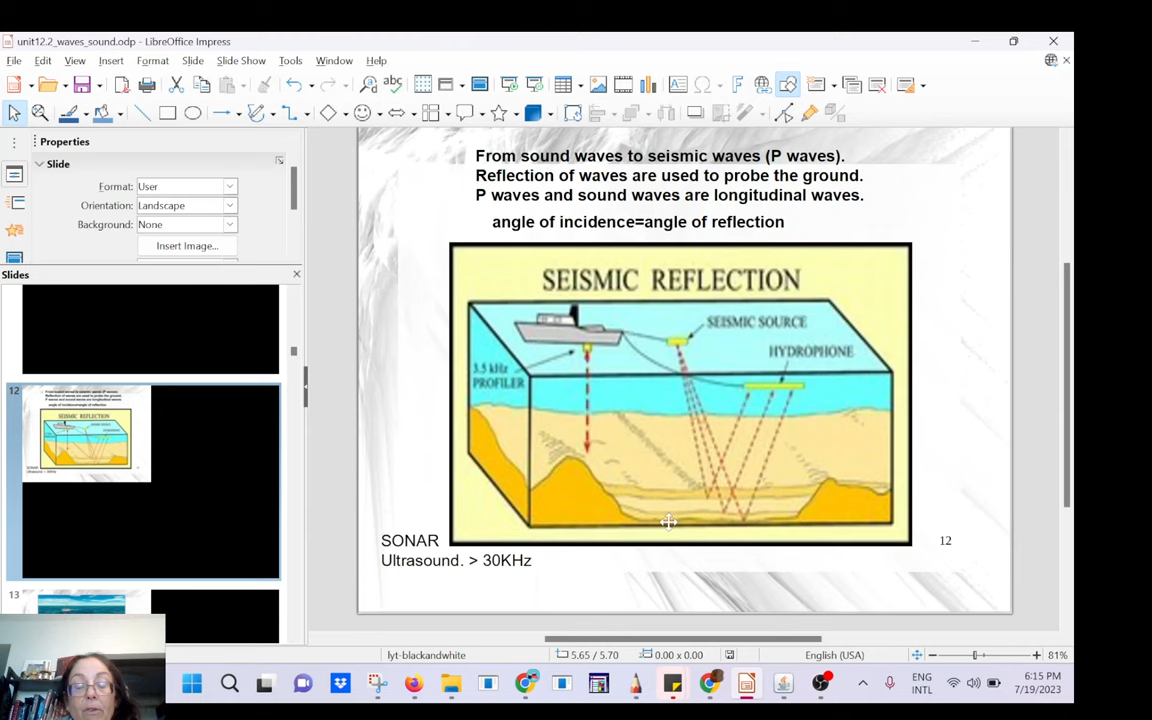 unit12.2_waves_sound.odp - LibreOffice Impress
File Edit View Insert Format Slide Slide Show Tools Window Help
Properties
Slide
Format: User
Orientation: Landscape
Background: None
Insert Image...
Slides
12
13
From sound waves to seismic waves (P waves).
Reflection of waves are used to probe the ground.
P waves and sound waves are longitudinal waves.
angle of incidence=angle of reflection
SEISMIC REFLECTION
SEISMIC SOURCE
HYDROPHONE
3.5 kHz
PROFILER
SONAR
Ultrasound. > 30KHz
12
lyt-blackandwhite
5.65 / 5.70
0.00 x 0.00
English (USA)
81%
ENG
INTL
6:15 PM
7/19/2023